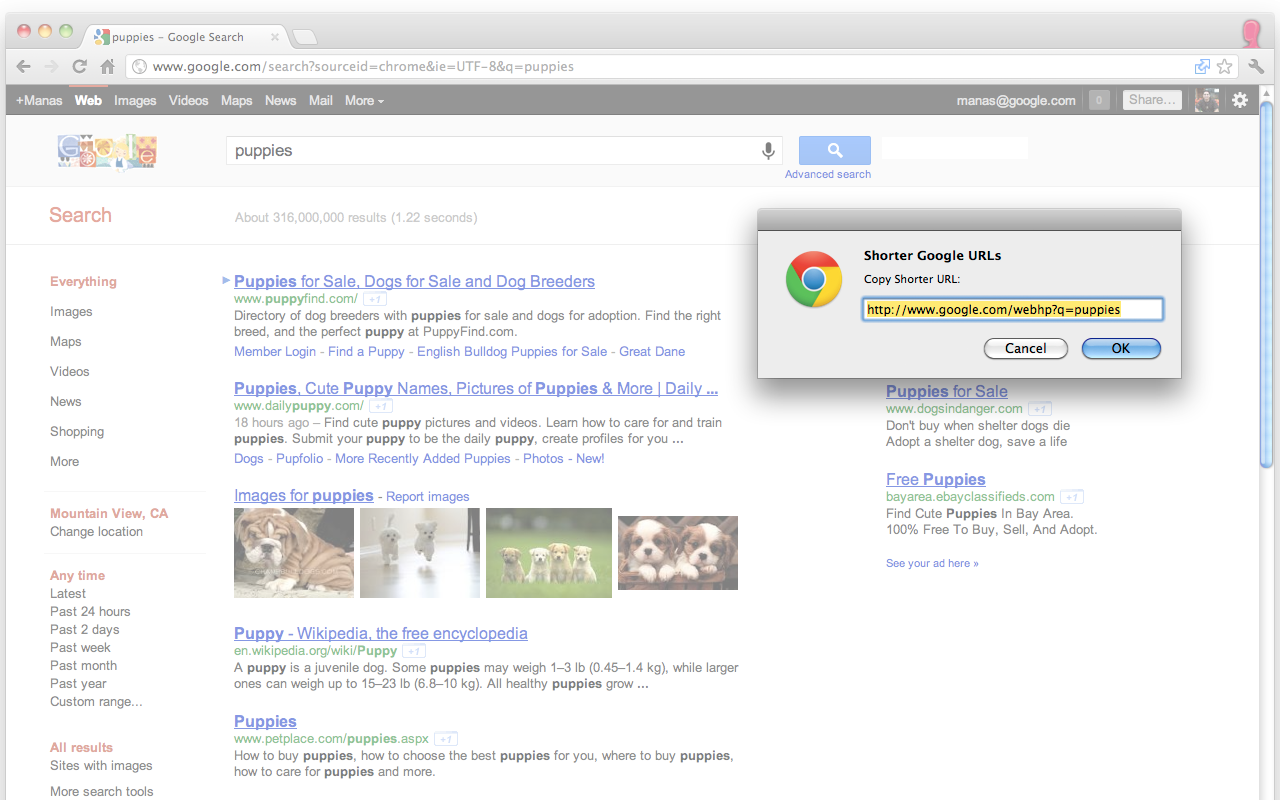 puppies – Google Search
www.google.com/search?sourceid=chrome&ie=UTF-8&q=puppies
+Manas Web Images Videos Maps News Mail More
manas@google.com 0 Share...
Google
puppies
Advanced search
Search
About 316,000,000 results (1.22 seconds)
Everything
Images
Maps
Videos
News
Shopping
More
Mountain View, CA
Change location
Any time
Latest
Past 24 hours
Past 2 days
Past week
Past month
Past year
Custom range...
All results
Sites with images
More search tools
Puppies for Sale, Dogs for Sale and Dog Breeders
www.puppyfind.com/ +1
Directory of dog breeders with puppies for sale and dogs for adoption. Find the right
breed, and the perfect puppy at PuppyFind.com.
Member Login - Find a Puppy - English Bulldog Puppies for Sale - Great Dane
Puppies, Cute Puppy Names, Pictures of Puppies & More | Daily ...
www.dailypuppy.com/ +1
18 hours ago – Find cute puppy pictures and videos. Learn how to care for and train
puppies. Submit your puppy to be the daily puppy, create profiles for you ...
Dogs - Pupfolio - More Recently Added Puppies - Photos - New!
Images for puppies - Report images
Puppy - Wikipedia, the free encyclopedia
en.wikipedia.org/wiki/Puppy +1
A puppy is a juvenile dog. Some puppies may weigh 1–3 lb (0.45–1.4 kg), while larger
ones can weigh up to 15–23 lb (6.8–10 kg). All healthy puppies grow ...
Puppies
www.petplace.com/puppies.aspx +1
How to buy puppies, how to choose the best puppies for you, where to buy puppies,
how to care for puppies and more.
Shorter Google URLs
Copy Shorter URL:
http://www.google.com/webhp?q=puppies
Cancel OK
Puppies for Sale
www.dogsindanger.com +1
Don't buy when shelter dogs die
Adopt a shelter dog, save a life
Free Puppies
bayarea.ebayclassifieds.com +1
Find Cute Puppies In Bay Area.
100% Free To Buy, Sell, And Adopt.
See your ad here »